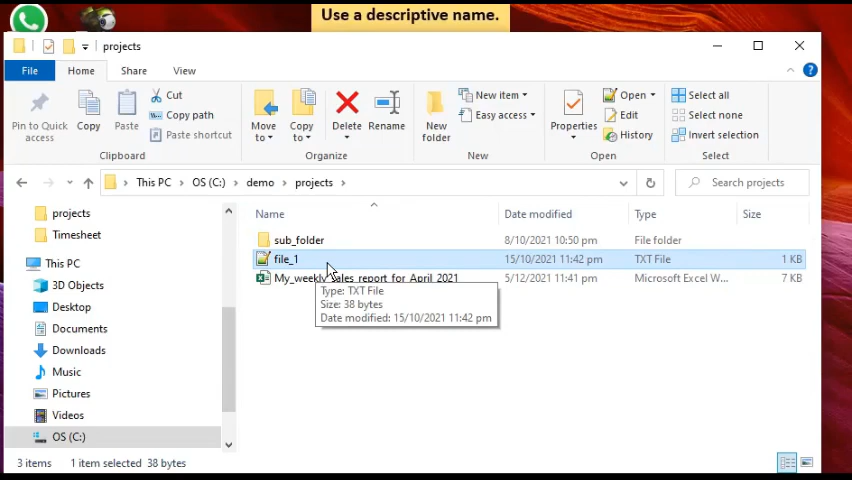 Use a descriptive name.
projects
File Home Share View
Pin to Quick access
Copy
Paste
Cut
Copy path
Paste shortcut
Clipboard
Move to
Copy to
Delete
Rename
Organize
New folder
New item
Easy access
New
Properties
Open
Edit
History
Open
Select all
Select none
Invert selection
Select
This PC > OS (C:) > demo > projects >
Search projects
projects
Timesheet
This PC
3D Objects
Desktop
Documents
Downloads
Music
Pictures
Videos
OS (C:)
Name Date modified Type Size
sub_folder 8/10/2021 10:50 pm File folder
file_1 15/10/2021 11:42 pm TXT File 1 KB
My_weekly sales_report_for April_2021 5/12/2021 11:41 pm Microsoft Excel W... 7 KB
Type: TXT File
Size: 38 bytes
Date modified: 15/10/2021 11:42 pm
3 items 1 item selected 38 bytes